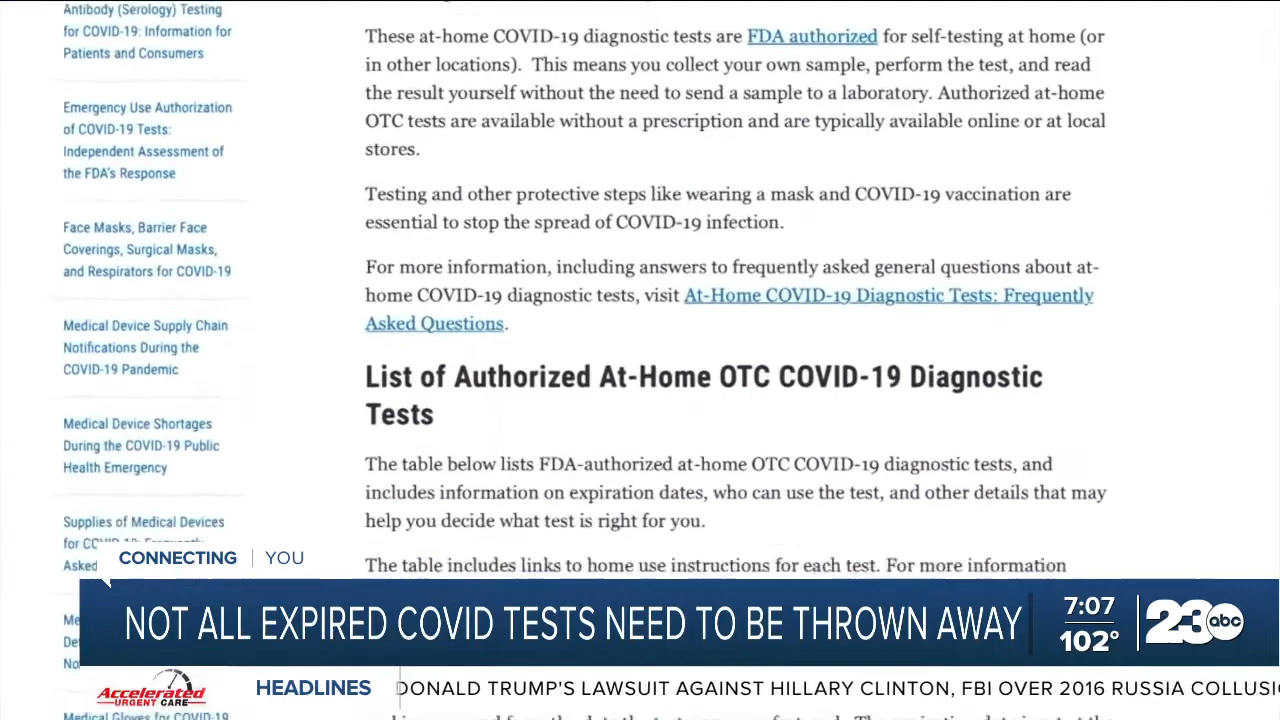 Antibody (Serology) Testing
for COVID-19: Information for
Patients and Consumers
Emergency Use Authorization
of COVID-19 Tests:
Independent Assessment of
the FDA's Response
Face Masks, Barrier Face
Coverings, Surgical Masks,
and Respirators for COVID-19
Medical Device Supply Chain
Notifications During the
COVID-19 Pandemic
Medical Device Shortages
During the COVID-19 Public
Health Emergency
Supplies of Medical Devices
for
Asked
These at-home COVID-19 diagnostic tests are FDA authorized for self-testing at home (or
in other locations).  This means you collect your own sample, perform the test, and read
the result yourself without the need to send a sample to a laboratory. Authorized at-home
OTC tests are available without a prescription and are typically available online or at local
stores.
Testing and other protective steps like wearing a mask and COVID-19 vaccination are
essential to stop the spread of COVID-19 infection.
For more information, including answers to frequently asked general questions about at-
home COVID-19 diagnostic tests, visit At-Home COVID-19 Diagnostic Tests: Frequently
Asked Questions.
List of Authorized At-Home OTC COVID-19 Diagnostic
Tests
The table below lists FDA-authorized at-home OTC COVID-19 diagnostic tests, and
includes information on expiration dates, who can use the test, and other details that may
help you decide what test is right for you.
The table includes links to home use instructions for each test. For more information
CONNECTING | YOU
NOT ALL EXPIRED COVID TESTS NEED TO BE THROWN AWAY
7:07
102°
23 abc
Accelerated
URGENT CARE
HEADLINES
DONALD TRUMP'S LAWSUIT AGAINST HILLARY CLINTON, FBI OVER 2016 RUSSIA COLLUSI
Medical Gloves for COVID-19